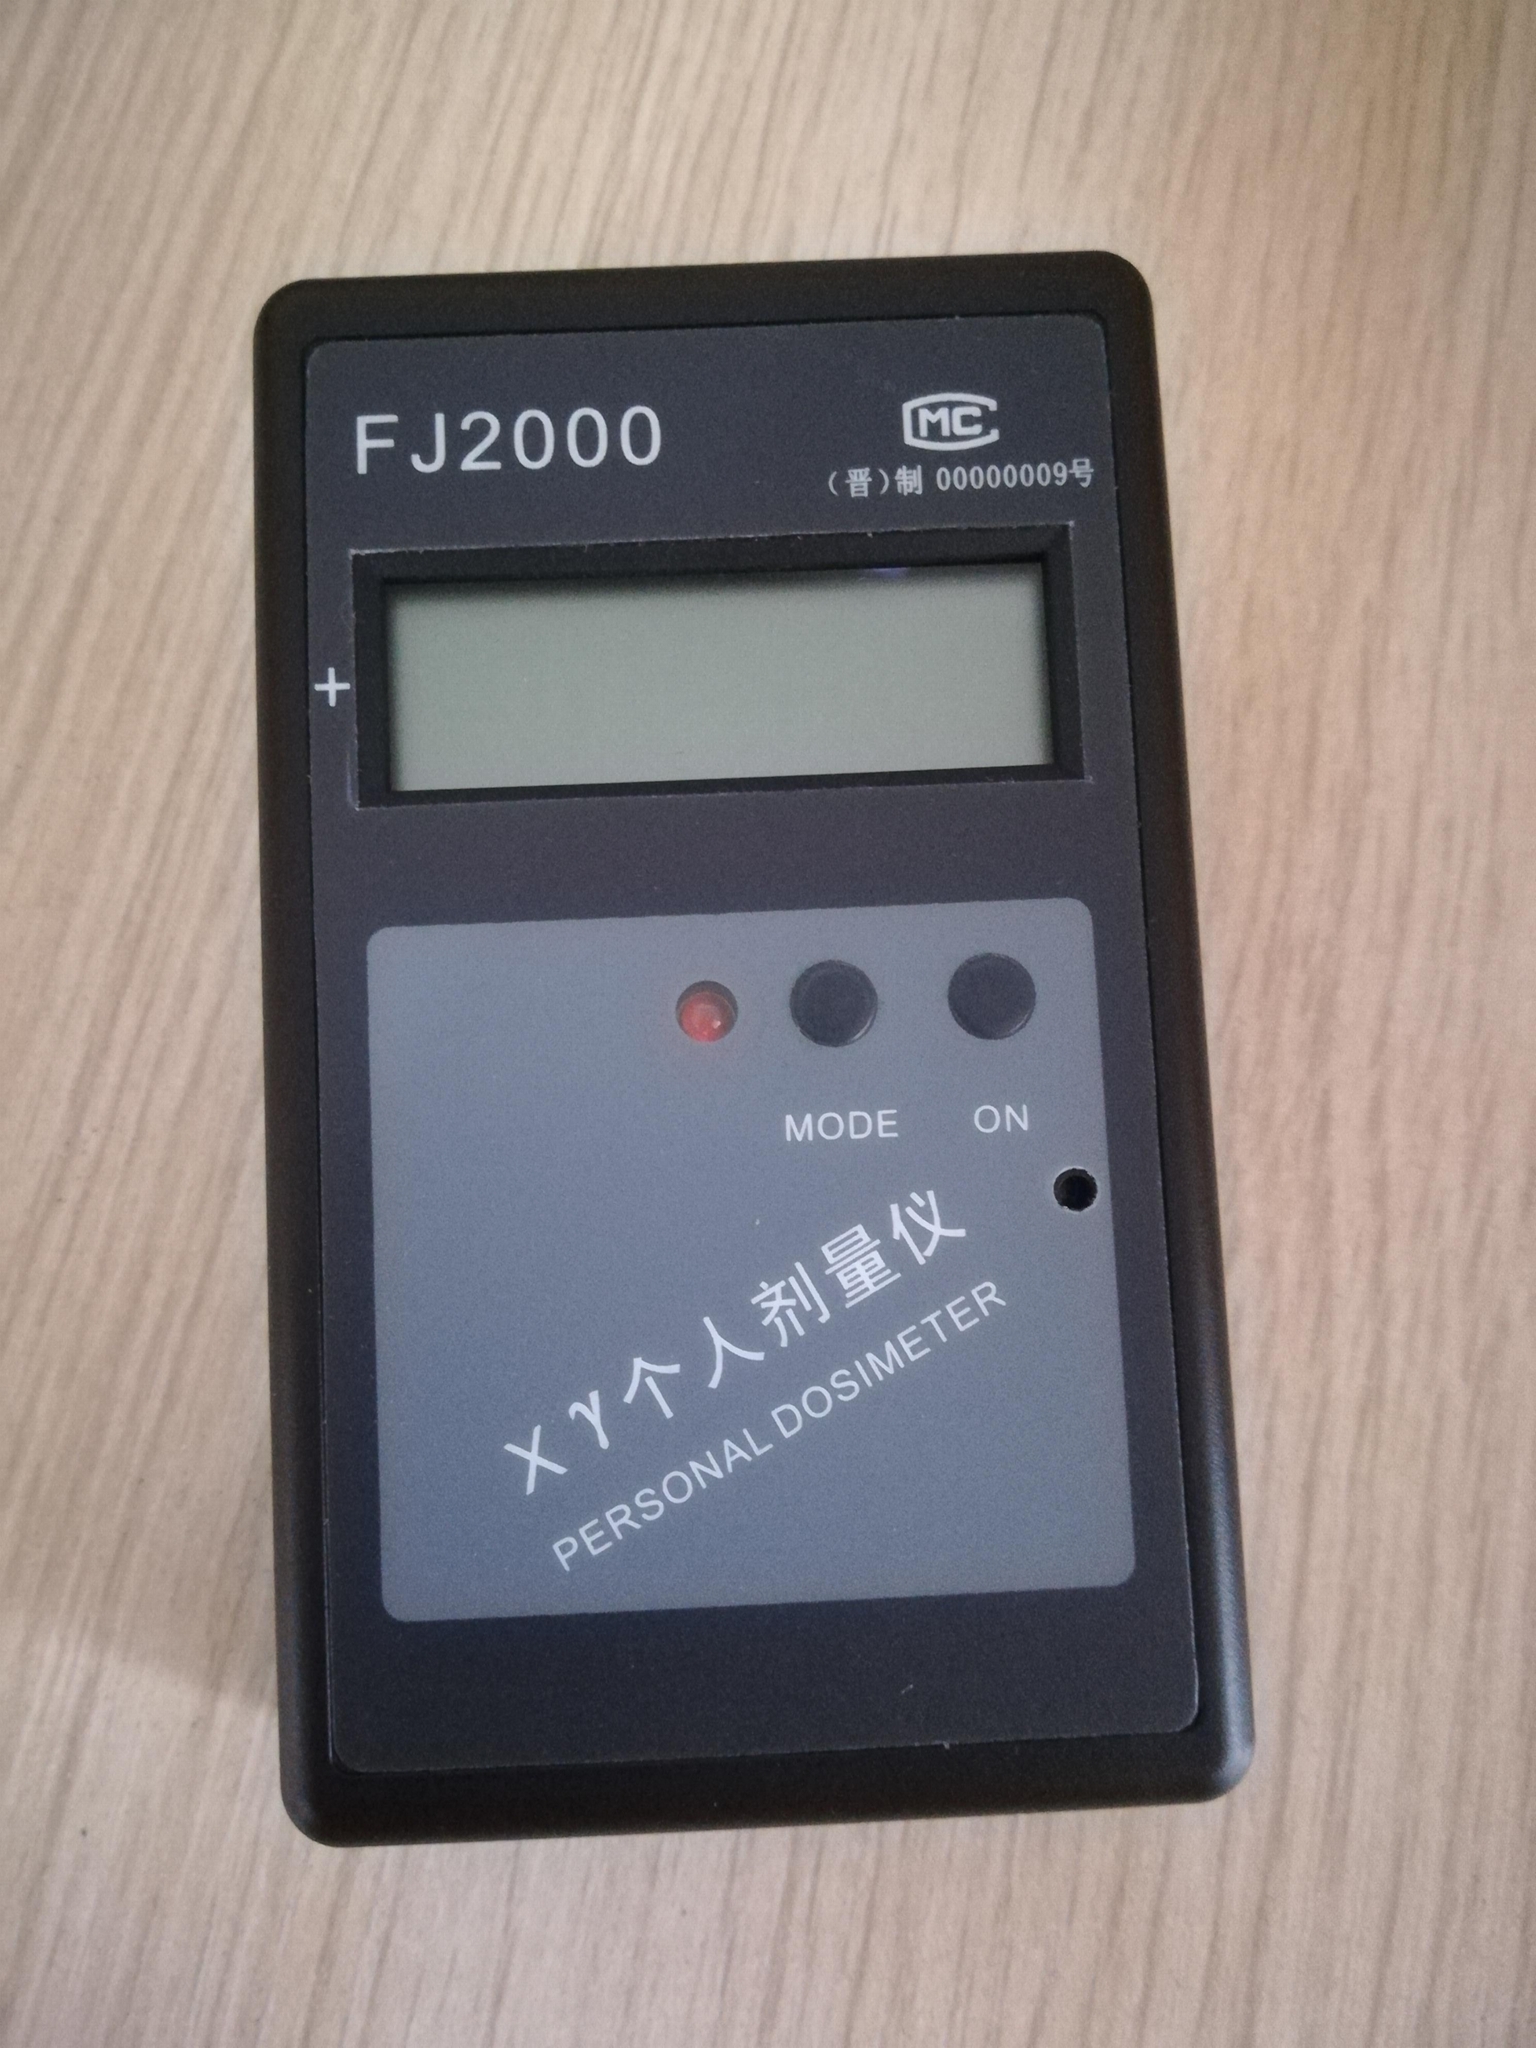 FJ2000
MC
（晋）制 00000009号
+
MODE
ON
Xγ个人剂量仪
PERSONAL DOSIMETER